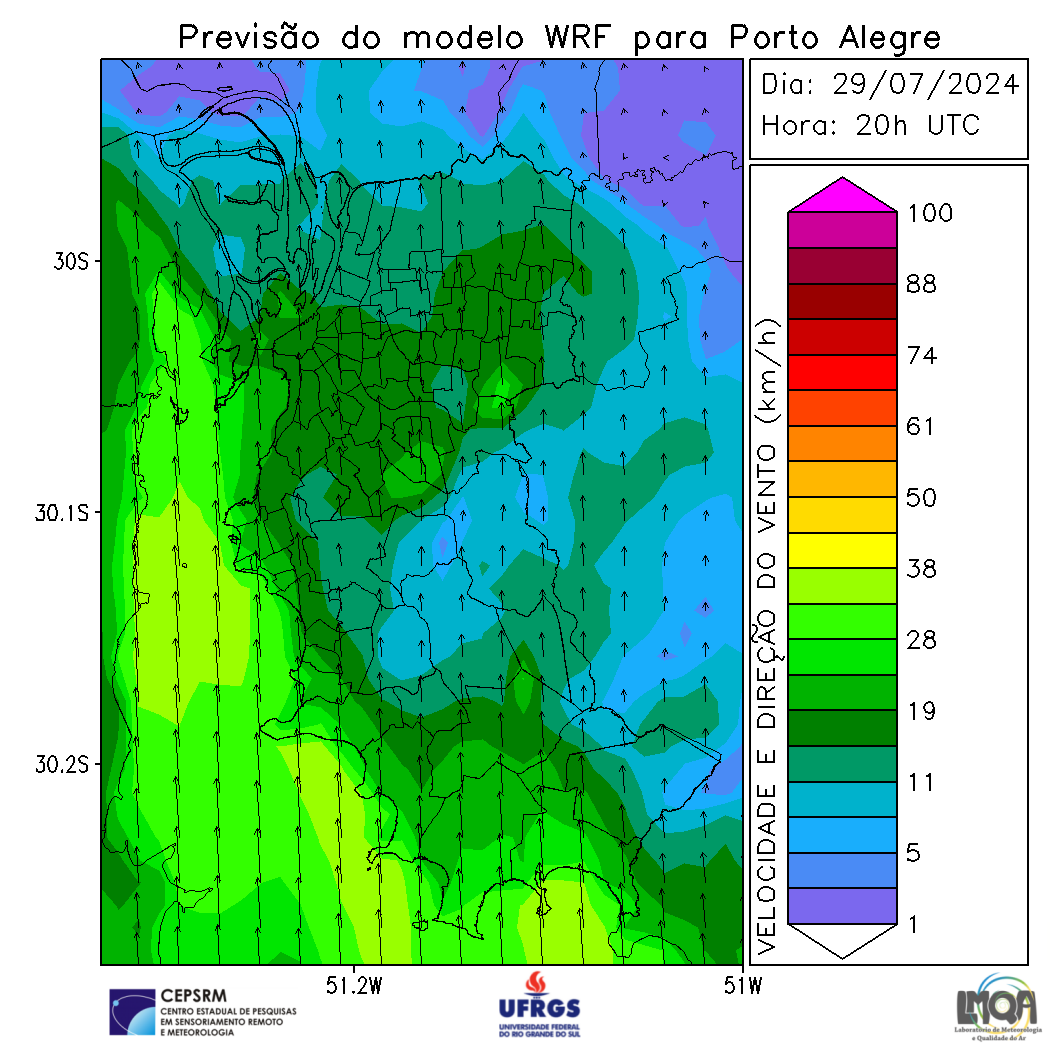 Previsão do modelo WRF para Porto Alegre
Dia: 29/07/2024
Hora: 20h UTC
30S
30.1S
30.2S
51.2W
51W
VELOCIDADE E DIREÇÃO DO VENTO (km/h)
100
88
74
61
50
38
28
19
11
5
1
CEPSRM
CENTRO ESTADUAL DE PESQUISAS
EM SENSORIAMENTO REMOTO
E METEOROLOGIA
UFRGS
UNIVERSIDADE FEDERAL
DO RIO GRANDE DO SUL
LMQA
Laboratório de Meteorologia
e Qualidade do Ar